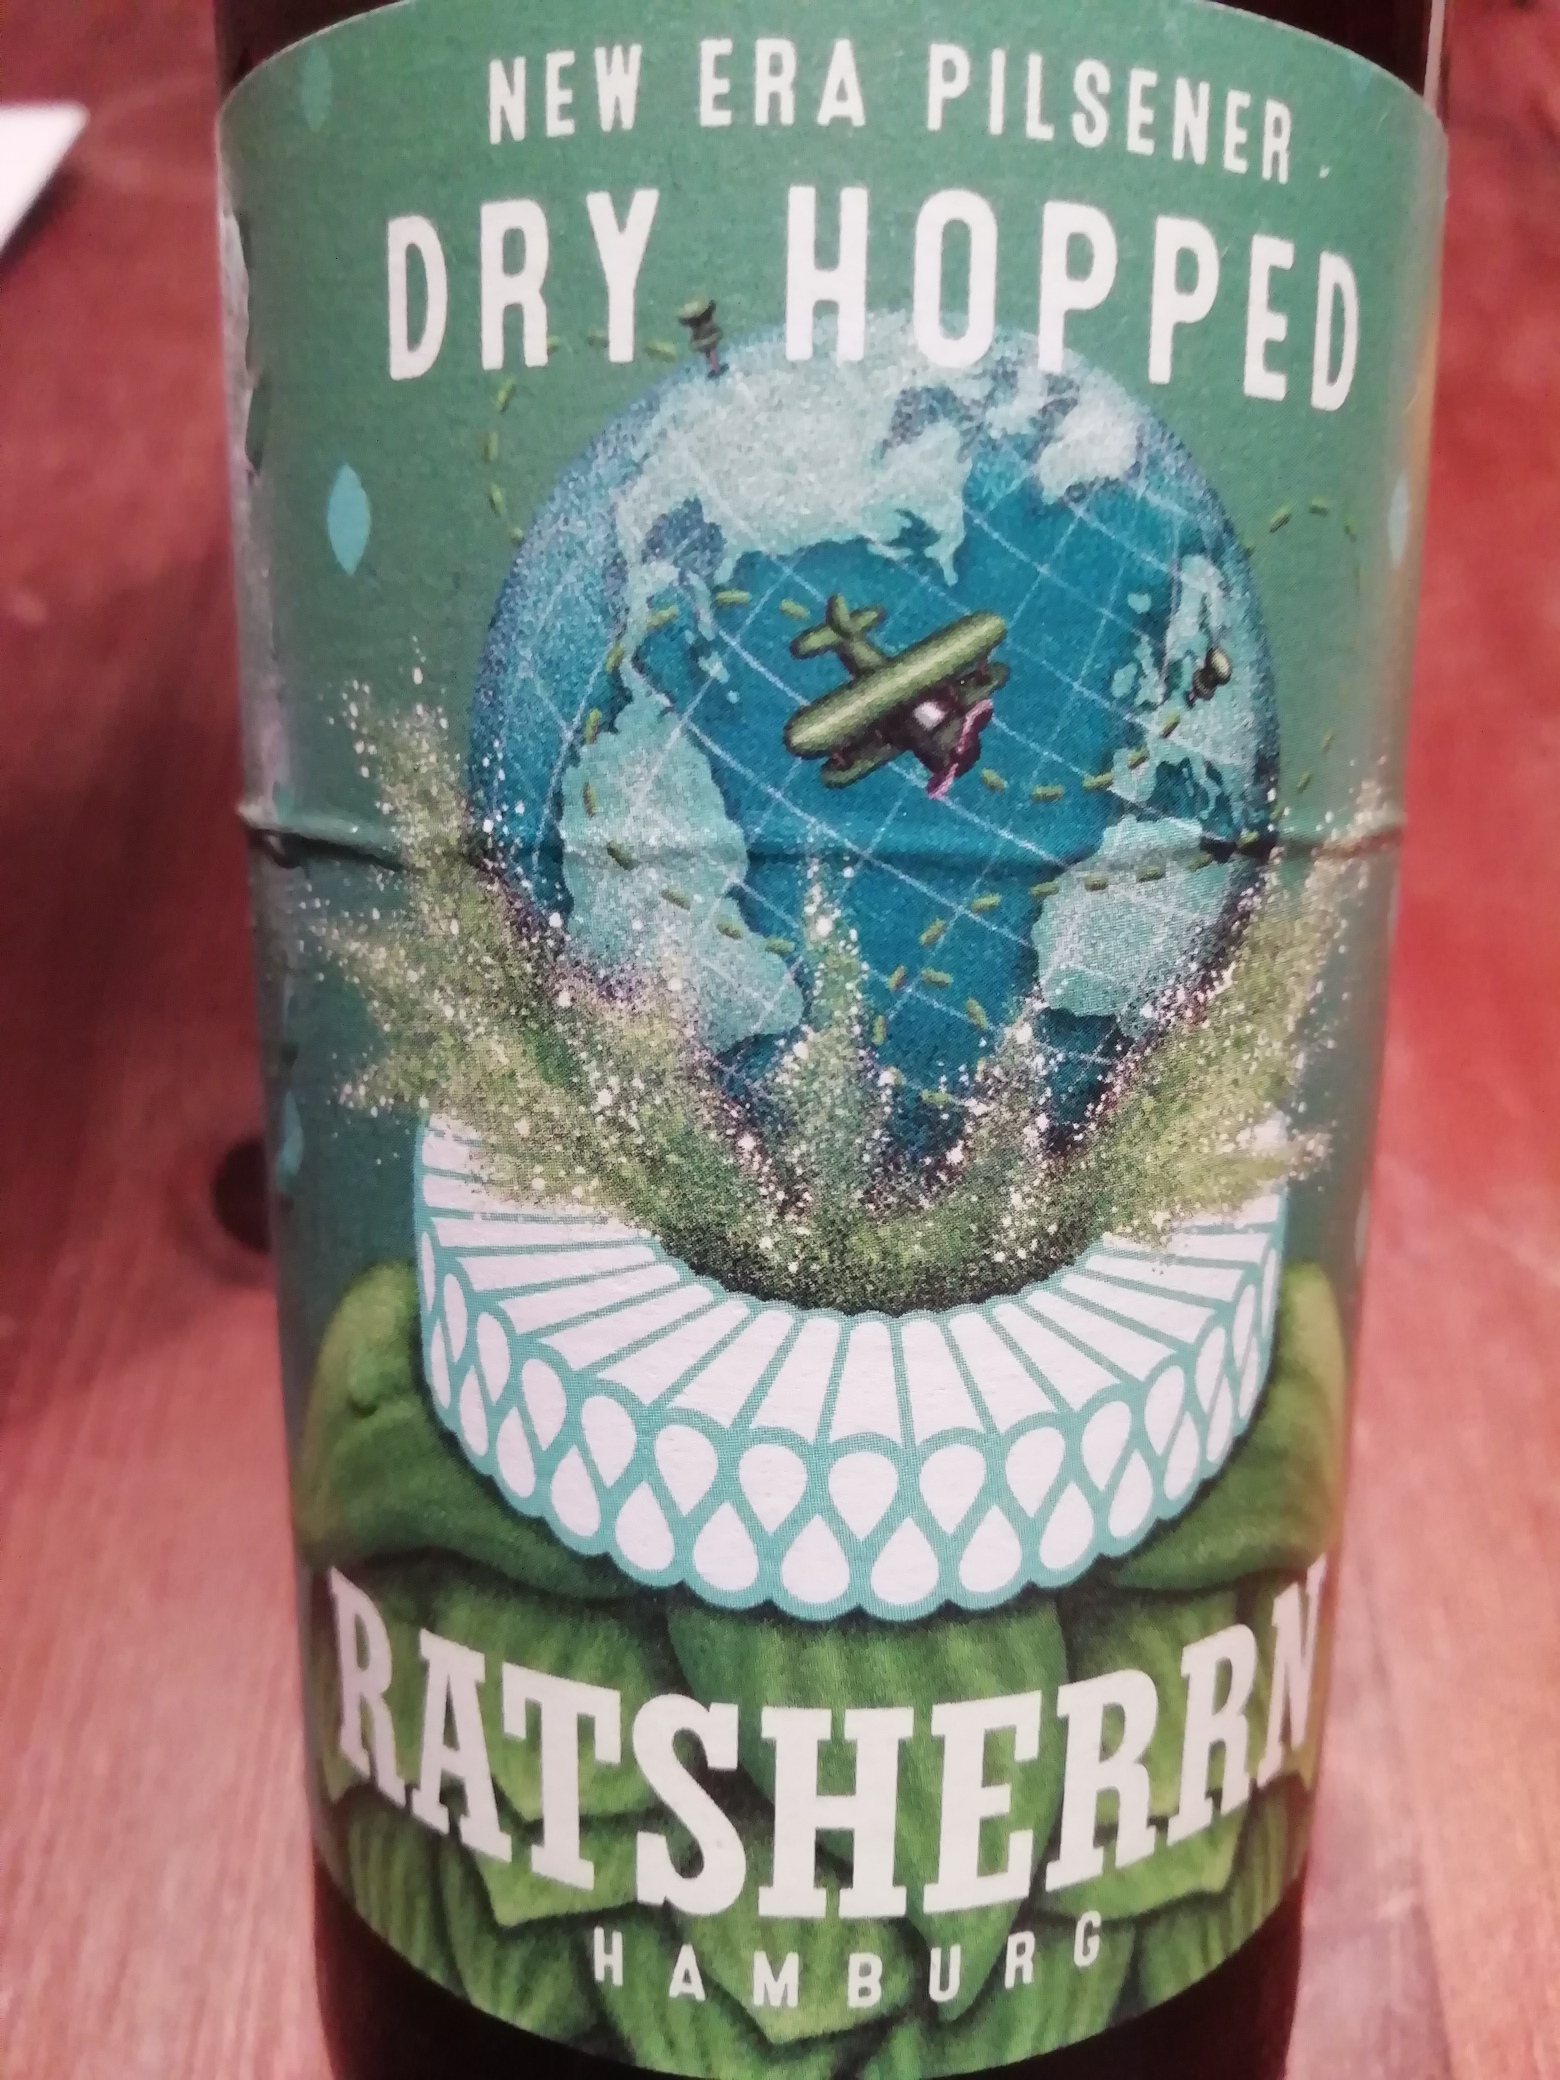 NEW ERA PILSENER
DRY HOPPED
RATSHERRN
HAMBURG